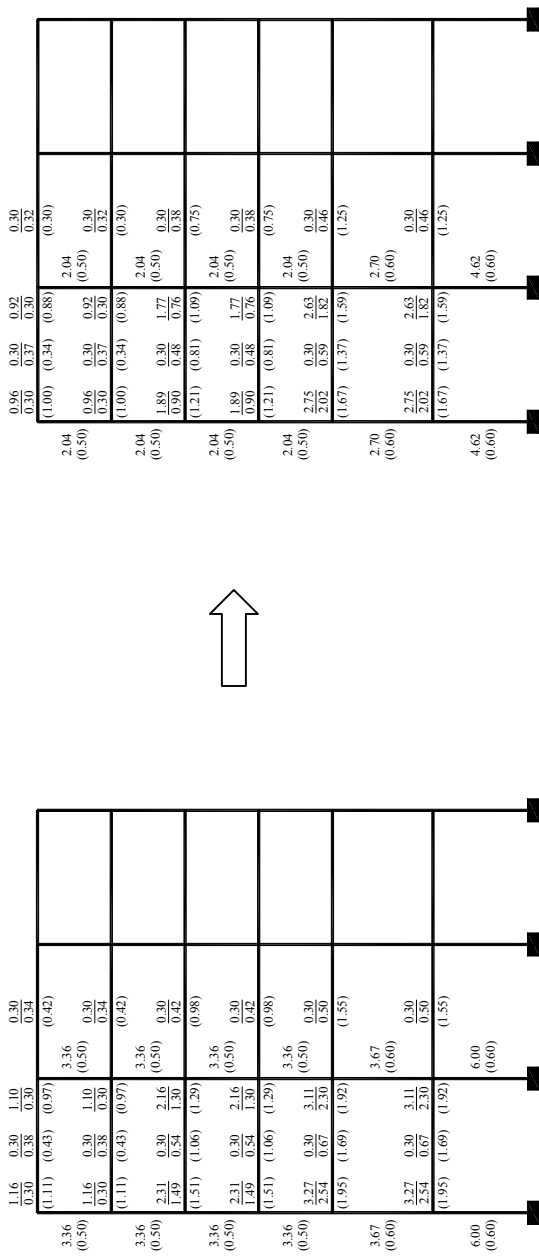 1.16 0.30 1.10 0.30
0.30 0.38 0.30 0.34
(1.11) (0.43) (0.97) (0.42)
3.36 3.36
(0.50) (0.50)
1.16 0.30 1.10 0.30
0.30 0.38 0.30 0.34
(1.11) (0.43) (0.97) (0.42)
3.36 3.36
(0.50) (0.50)
2.31 0.30 2.16 0.30
1.49 0.54 1.30 0.42
(1.51) (1.06) (1.29) (0.98)
3.36 3.36
(0.50) (0.50)
2.31 0.30 2.16 0.30
1.49 0.54 1.30 0.42
(1.51) (1.06) (1.29) (0.98)
3.36 3.36
(0.50) (0.50)
3.27 0.30 3.11 0.30
2.54 0.67 2.30 0.50
(1.95) (1.69) (1.92) (1.55)
3.67 3.67
(0.60) (0.60)
3.27 0.30 3.11 0.30
2.54 0.67 2.30 0.50
(1.95) (1.69) (1.92) (1.55)
6.00 6.00
(0.60) (0.60)
0.96 0.30 0.92 0.30
0.30 0.37 0.30 0.32
(1.00) (0.34) (0.88) (0.30)
2.04 2.04
(0.50) (0.50)
0.96 0.30 0.92 0.30
0.30 0.37 0.30 0.32
(1.00) (0.34) (0.88) (0.30)
2.04 2.04
(0.50) (0.50)
1.89 0.30 1.77 0.30
0.90 0.48 0.76 0.38
(1.21) (0.81) (1.09) (0.75)
2.04 2.04
(0.50) (0.50)
1.89 0.30 1.77 0.30
0.90 0.48 0.76 0.38
(1.21) (0.81) (1.09) (0.75)
2.04 2.04
(0.50) (0.50)
2.75 0.30 2.63 0.30
2.02 0.59 1.82 0.46
(1.67) (1.37) (1.59) (1.25)
2.70 2.70
(0.60) (0.60)
2.75 0.30 2.63 0.30
2.02 0.59 1.82 0.46
(1.67) (1.37) (1.59) (1.25)
4.62 4.62
(0.60) (0.60)